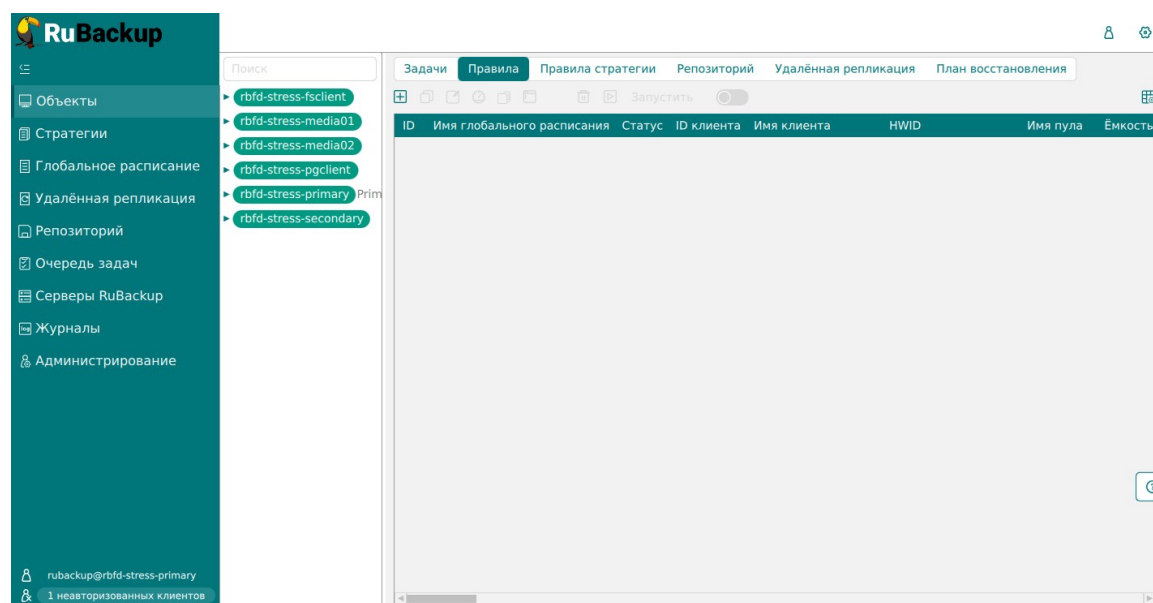 RuBackup
Объекты
Стратегии
Глобальное расписание
Удалённая репликация
Репозиторий
Очередь задач
Серверы RuBackup
Журналы
Администрирование
rubackup@rbfd-stress-primary
1 неавторизованных клиентов
Поиск
rbfd-stress-fsclient
rbfd-stress-media01
rbfd-stress-media02
rbfd-stress-pgclient
rbfd-stress-primary Prim
rbfd-stress-secondary
Задачи Правила Правила стратегии Репозиторий Удалённая репликация План восстановления
Запустить
ID Имя глобального расписания Статус ID клиента Имя клиента HWID Имя пула Ёмкость